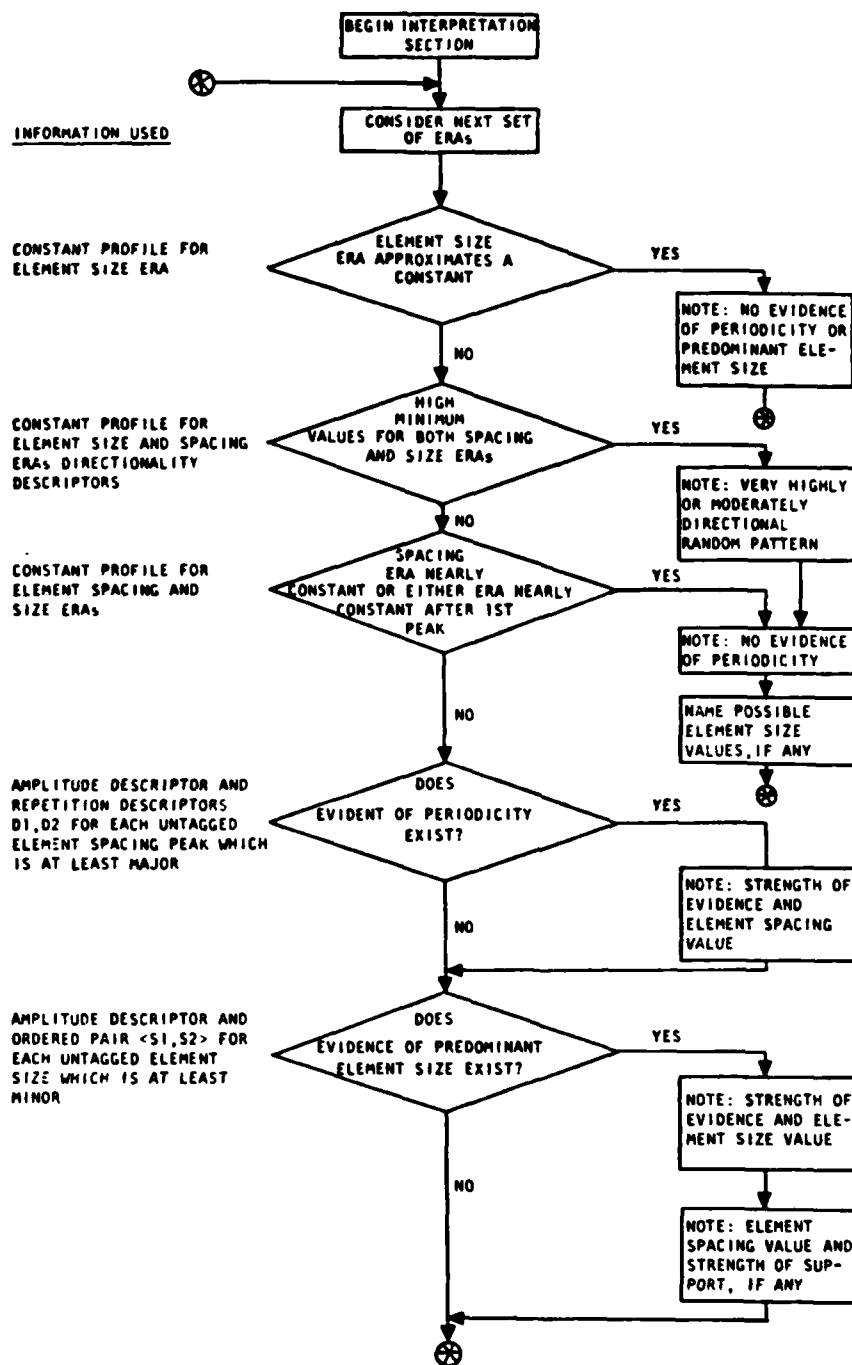 BEGIN INTERPRETATION
SECTION
INFORMATION USED
CONSIDER NEXT SET
OF ERAs
CONSTANT PROFILE FOR
ELEMENT SIZE ERA
ELEMENT SIZE
ERA APPROXIMATES A
CONSTANT
YES
NOTE: NO EVIDENCE
OF PERIODICITY OR
PREDOMINANT ELE-
MENT SIZE
NO
CONSTANT PROFILE FOR
ELEMENT SIZE AND SPACING
ERAs DIRECTIONALITY
DESCRIPTORS
HIGH
MINIMUM
VALUES FOR BOTH SPACING
AND SIZE ERAs
YES
NOTE: VERY HIGHLY
OR MODERATELY
DIRECTIONAL
RANDOM PATTERN
NO
CONSTANT PROFILE FOR
ELEMENT SPACING AND
SIZE ERAs
SPACING
ERA NEARLY
CONSTANT OR EITHER ERA NEARLY
CONSTANT AFTER 1ST
PEAK
YES
NOTE: NO EVIDENCE
OF PERIODICITY
NO
NAME POSSIBLE
ELEMENT SIZE
VALUES, IF ANY
AMPLITUDE DESCRIPTOR AND
REPETITION DESCRIPTORS
D1,D2 FOR EACH UNTAGGED
ELEMENT SPACING PEAK WHICH
IS AT LEAST MAJOR
DOES
EVIDENT OF PERIODICITY
EXIST?
YES
NOTE: STRENGTH OF
EVIDENCE AND
ELEMENT SPACING
VALUE
NO
AMPLITUDE DESCRIPTOR AND
ORDERED PAIR <S1,S2> FOR
EACH UNTAGGED ELEMENT
SIZE WHICH IS AT LEAST
MINOR
DOES
EVIDENCE OF PREDOMINANT
ELEMENT SIZE EXIST?
YES
NOTE: STRENGTH OF
EVIDENCE AND ELE-
MENT SIZE VALUE
NO
NOTE: ELEMENT
SPACING VALUE AND
STRENGTH OF SUP-
PORT, IF ANY